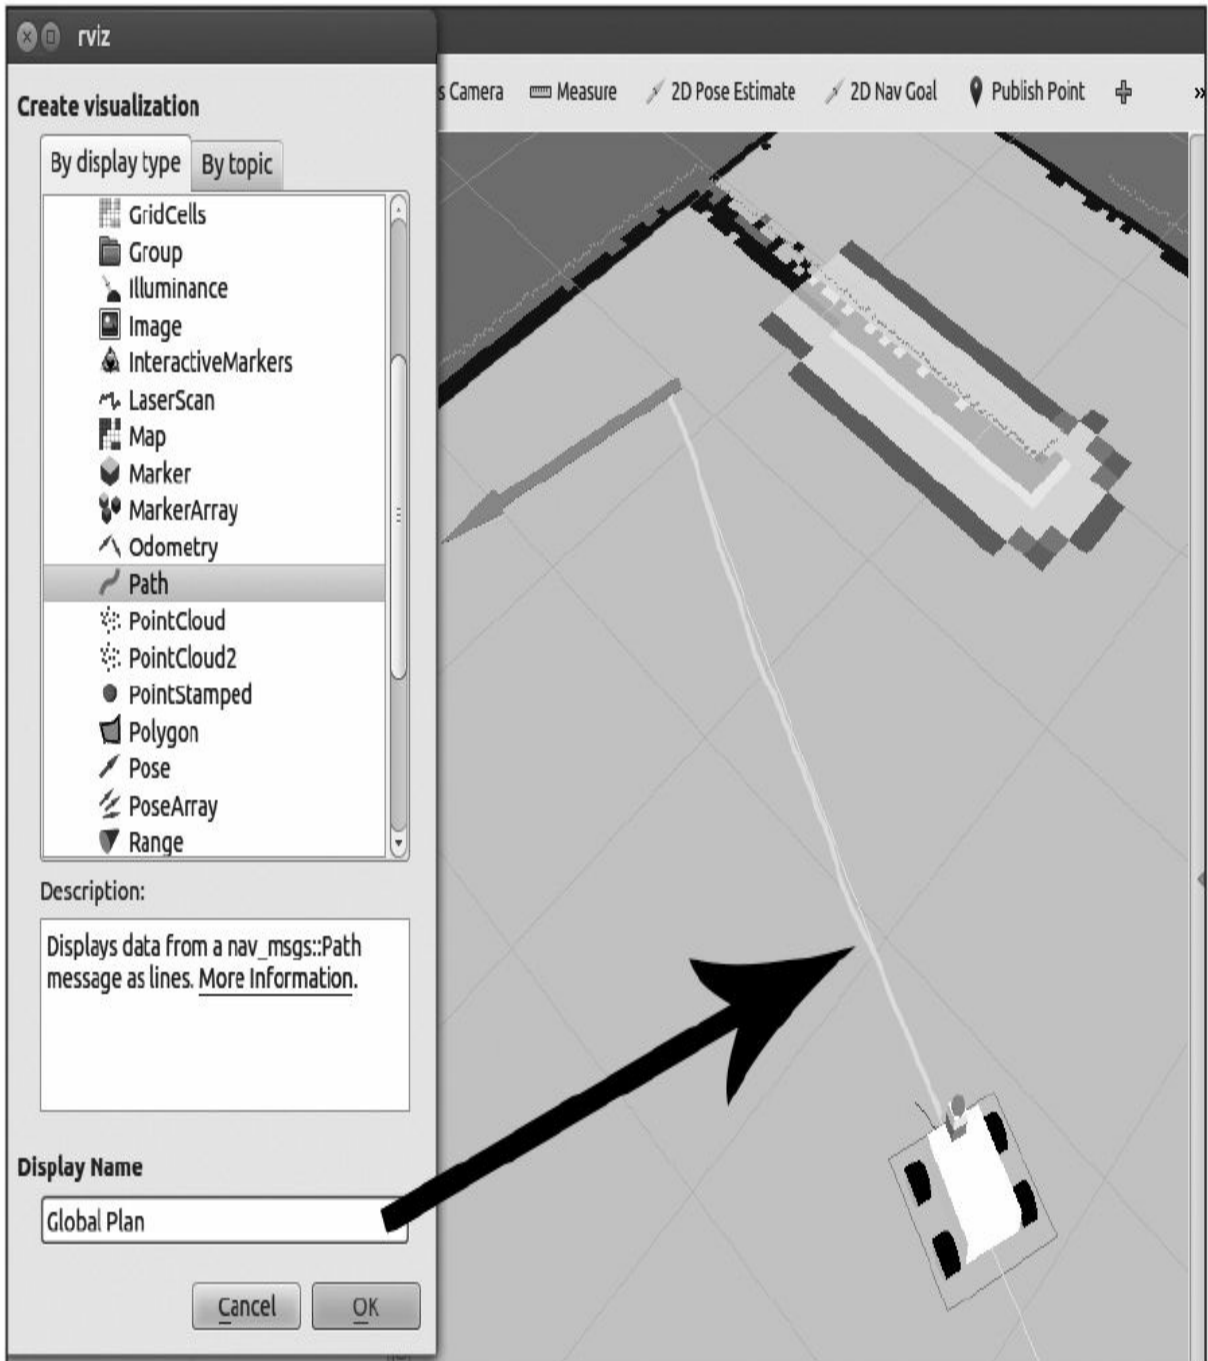 rviz
Create visualization
By display type
By topic
GridCells
Group
Illuminance
Image
InteractiveMarkers
LaserScan
Map
Marker
MarkerArray
Odometry
Path
PointCloud
PointCloud2
PointStamped
Polygon
Pose
PoseArray
Range
Description:
Displays data from a nav_msgs::Path
message as lines. More Information.
Display Name
Global Plan
Cancel
OK
s Camera
Measure
2D Pose Estimate
2D Nav Goal
Publish Point
»